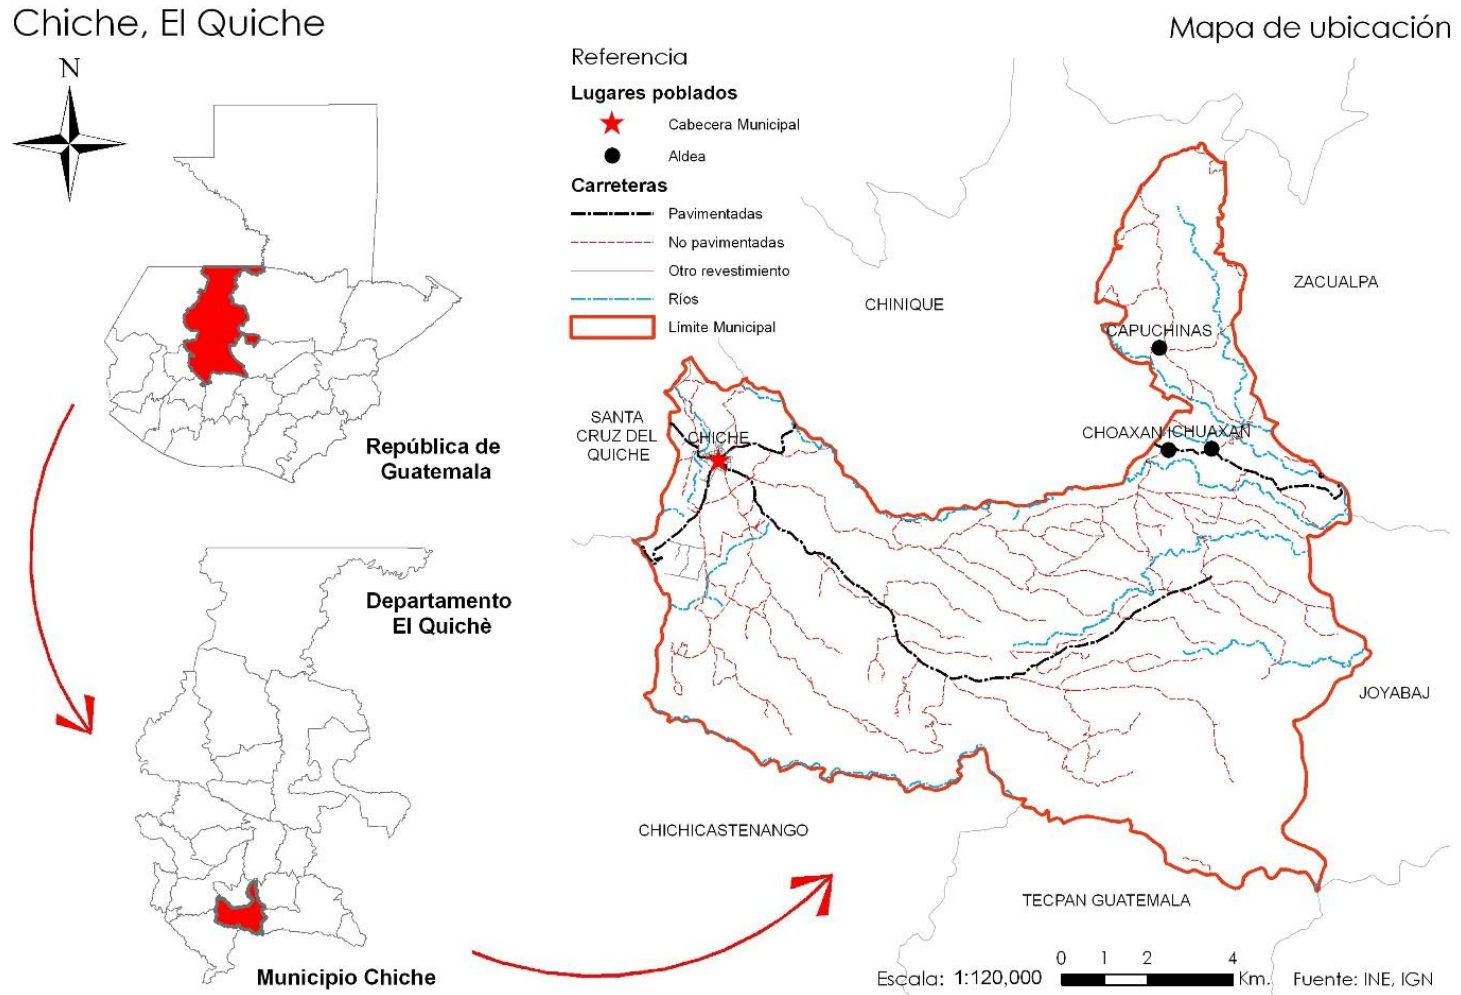 Chiche, El Quiche
Mapa de ubicación
N
Referencia
Lugares poblados
Cabecera Municipal
Aldea
Carreteras
Pavimentadas
No pavimentadas
Otro revestimiento
Ríos
Límite Municipal
República de
Guatemala
Departamento
El Quichè
Municipio Chiche
CHINIQUE
ZACUALPA
CAPUCHINAS
SANTA
CRUZ DEL
QUICHE
CHICHE
CHOAXAN ICHUAXAN
JOYABAJ
CHICHICASTENANGO
TECPAN GUATEMALA
0 1 2 4
Escala: 1:120,000
Km.
Fuente: INE, IGN